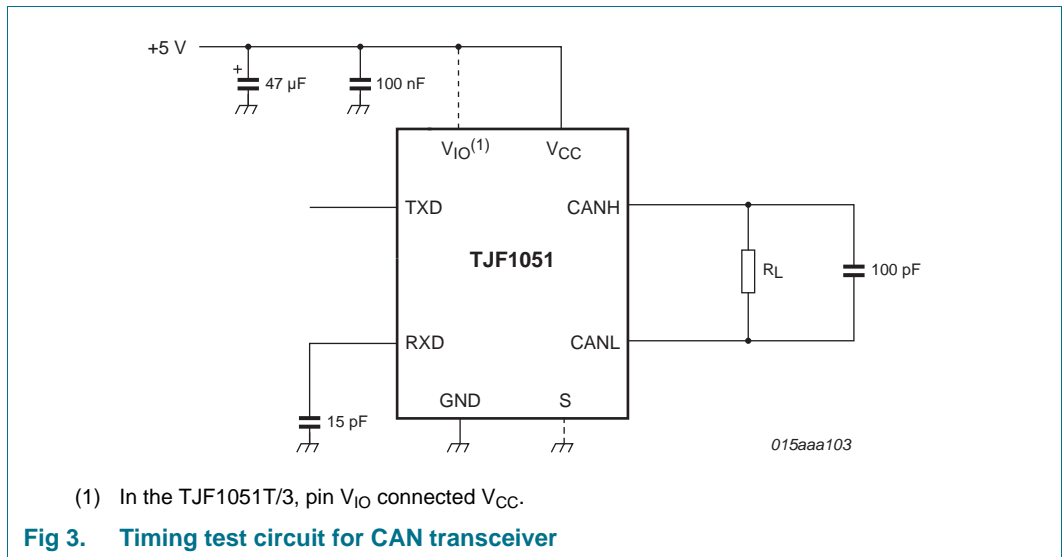 +5 V
+
47 µF
100 nF
VIO(1)
VCC
TXD
CANH
TJF1051
RL
100 pF
RXD
CANL
GND
S
15 pF
015aaa103
(1) In the TJF1051T/3, pin VIO connected VCC.
Fig 3. Timing test circuit for CAN transceiver